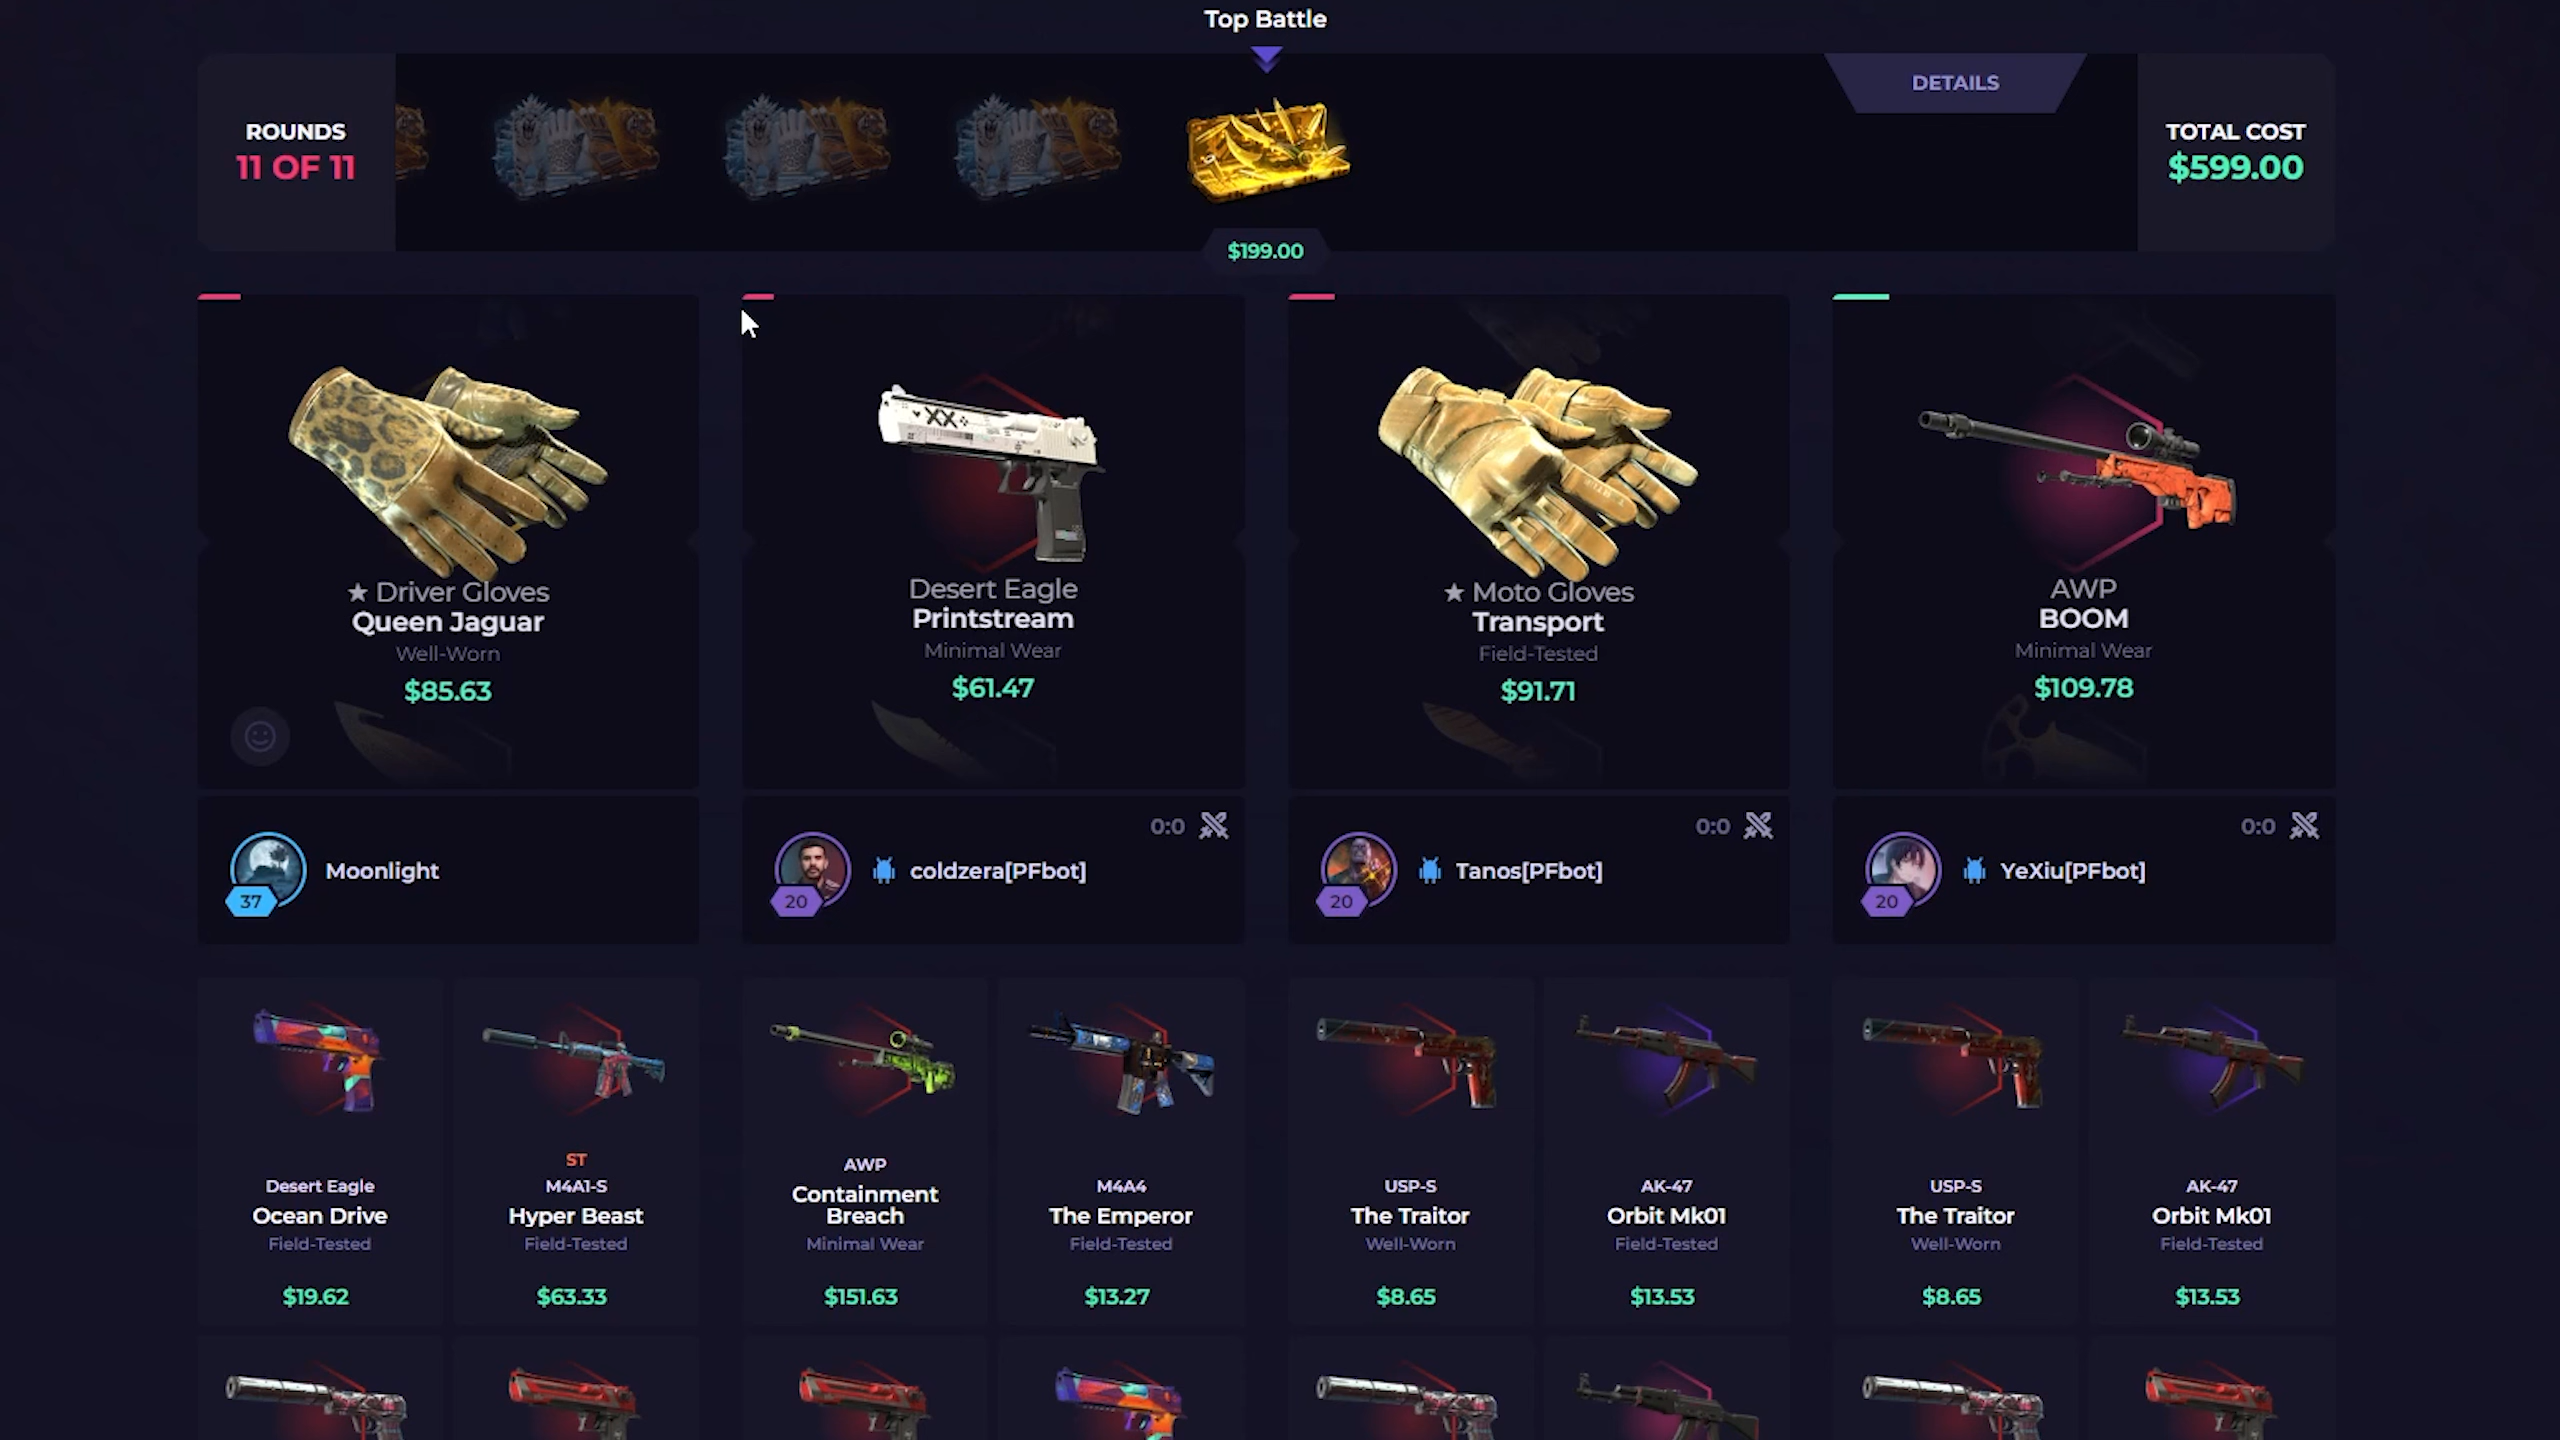 Top Battle
ROUNDS
11 OF 11
DETAILS
TOTAL COST
$599.00
$199.00
★ Driver Gloves
Queen Jaguar
Well-Worn
$85.63
Desert Eagle
Printstream
Minimal Wear
$61.47
★ Moto Gloves
Transport
Field-Tested
$91.71
AWP
BOOM
Minimal Wear
$109.78
37
Moonlight
0:0
20
coldzera[PFbot]
0:0
20
Tanos[PFbot]
0:0
20
YeXiu[PFbot]
Desert Eagle
Ocean Drive
Field-Tested
$19.62
ST
M4A1-S
Hyper Beast
Field-Tested
$63.33
AWP
Containment
Breach
Minimal Wear
$151.63
M4A4
The Emperor
Field-Tested
$13.27
USP-S
The Traitor
Well-Worn
$8.65
AK-47
Orbit Mk01
Field-Tested
$13.53
USP-S
The Traitor
Well-Worn
$8.65
AK-47
Orbit Mk01
Field-Tested
$13.53